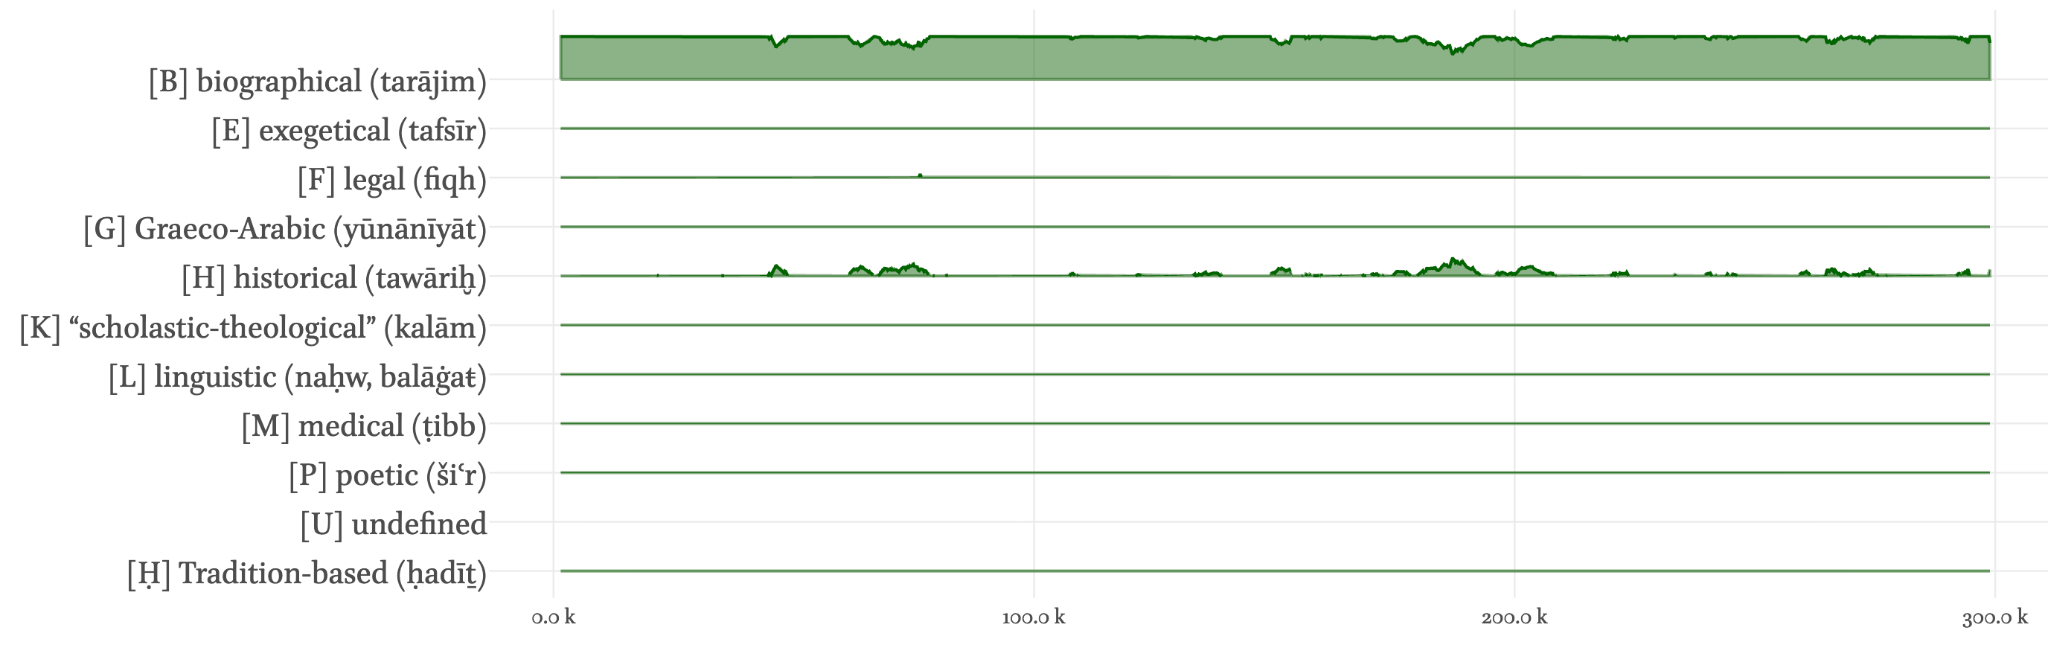 [B] biographical (tarājim)
[E] exegetical (tafsīr)
[F] legal (fiqh)
[G] Graeco-Arabic (yūnānīyāt)
[H] historical (tawāriḫ)
[K] “scholastic-theological” (kalām)
[L] linguistic (naḥw, balāġaŧ)
[M] medical (ṭibb)
[P] poetic (šiʿr)
[U] undefined
[Ḥ] Tradition-based (ḥadīṯ)
0.0 k 100.0 k 200.0 k 300.0 k